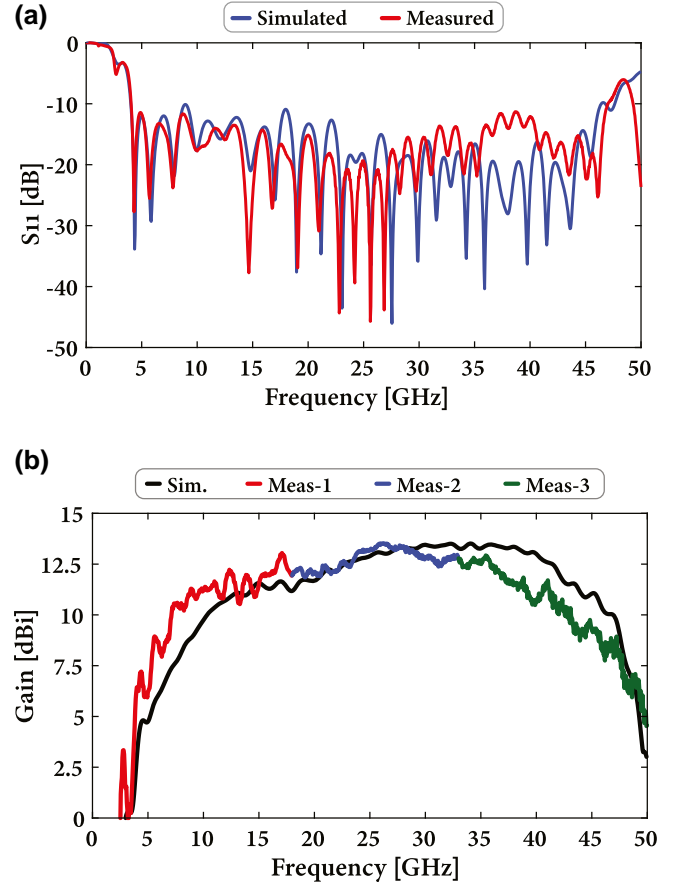 (a)
Simulated Measured
0
-10
-20
-30
-40
-50
S11 [dB]
0 5 10 15 20 25 30 35 40 45 50
Frequency [GHz]
(b)
Sim. Meas-1 Meas-2 Meas-3
15
12.5
10
7.5
5
2.5
0
Gain [dBi]
0 5 10 15 20 25 30 35 40 45 50
Frequency [GHz]